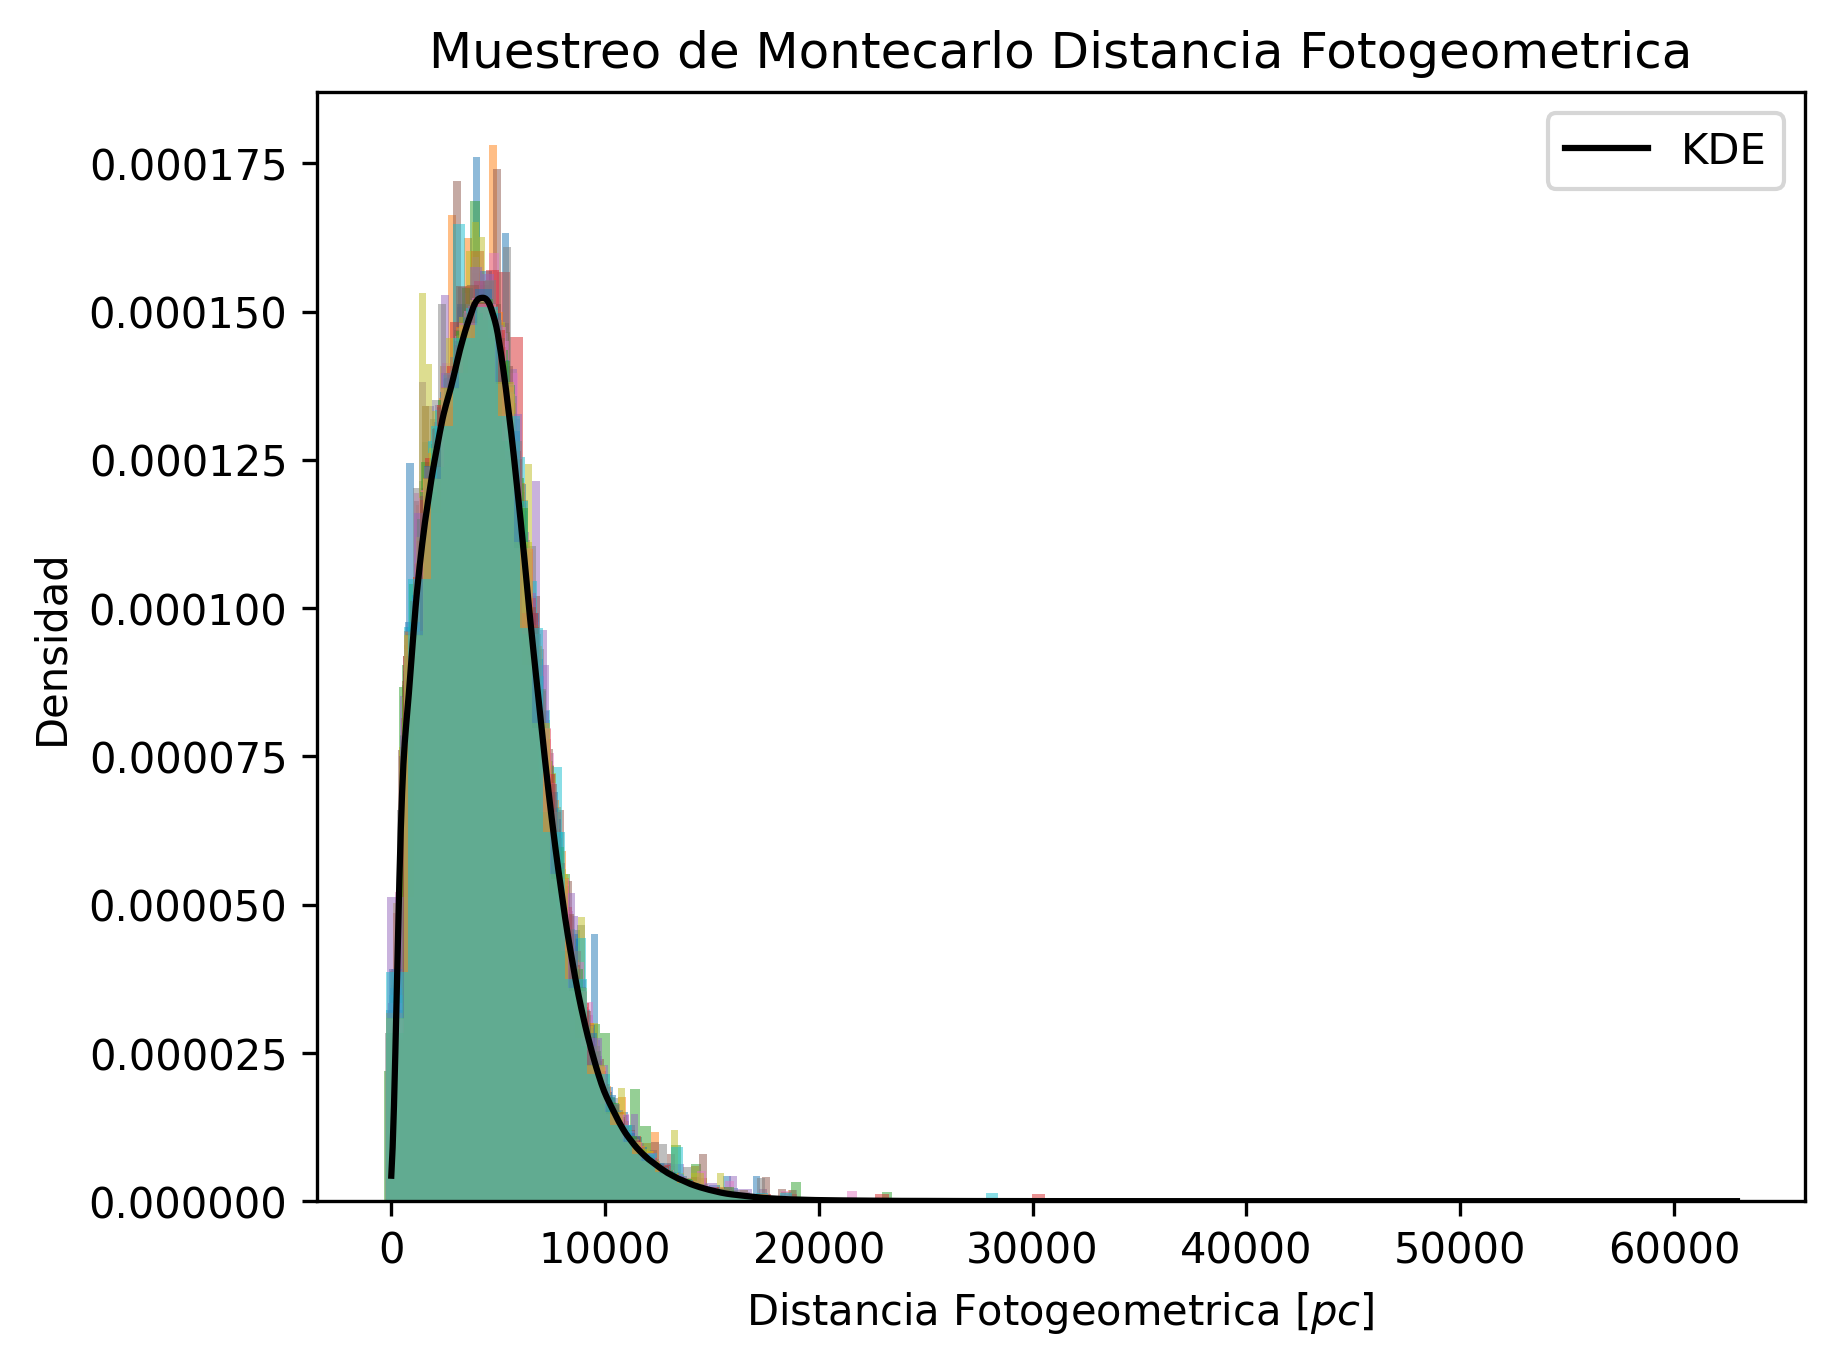 Muestreo de Montecarlo Distancia Fotogeometrica
KDE
0.000175
0.000150
0.000125
0.000100
0.000075
0.000050
0.000025
0.000000
Densidad
0 10000 20000 30000 40000 50000 60000
Distancia Fotogeometrica [pc]